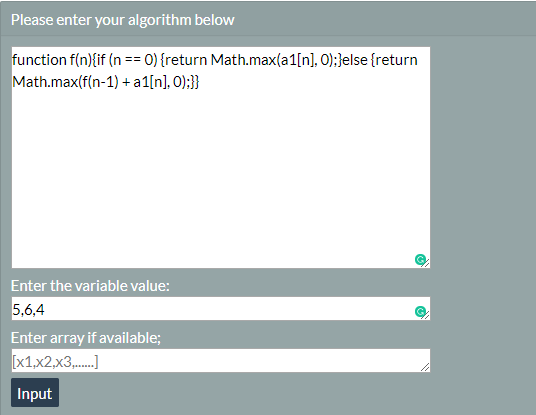 Please enter your algorithm below
function f(n){if (n == 0) {return Math.max(a1[n], 0);}else {return
Math.max(f(n-1) + a1[n], 0);}}
Enter the variable value:
5,6,4
Enter array if available;
[x1,x2,x3,......]
Input